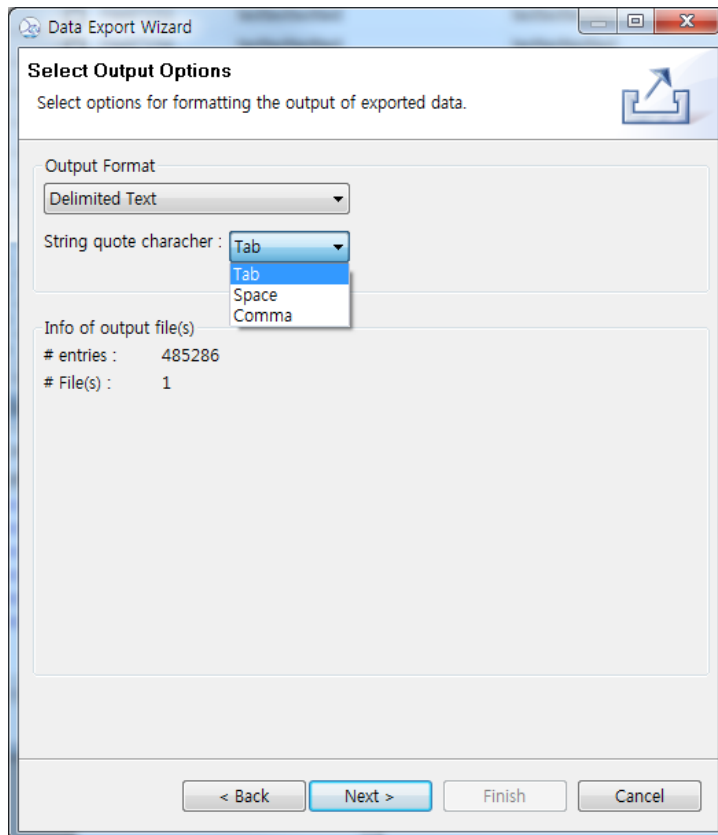 Data Export Wizard
Select Output Options
Select options for formatting the output of exported data.
Output Format
Delimited Text
String quote characher : Tab
Tab
Space
Comma
Info of output file(s)
# entries : 485286
# File(s) : 1
< Back Next > Finish Cancel